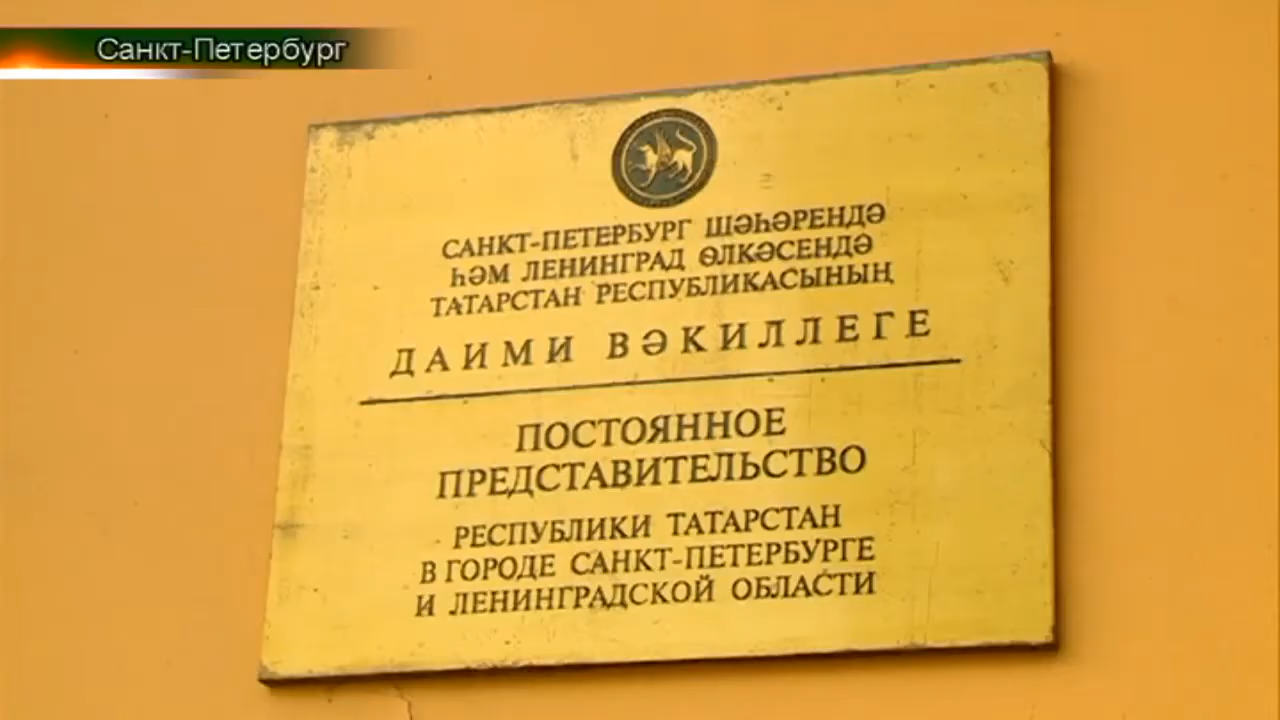 Санкт-Петербург
САНКТ-ПЕТЕРБУРГ ШӘҺӘРЕНДӘ
ҺӘМ ЛЕНИНГРАД ӨЛКӘСЕНДӘ
ТАТАРСТАН РЕСПУБЛИКАСЫНЫҢ
ДАИМИ ВӘКИЛЛЕГЕ
ПОСТОЯННОЕ
ПРЕДСТАВИТЕЛЬСТВО
РЕСПУБЛИКИ ТАТАРСТАН
В ГОРОДЕ САНКТ-ПЕТЕРБУРГЕ
И ЛЕНИНГРАДСКОЙ ОБЛАСТИ